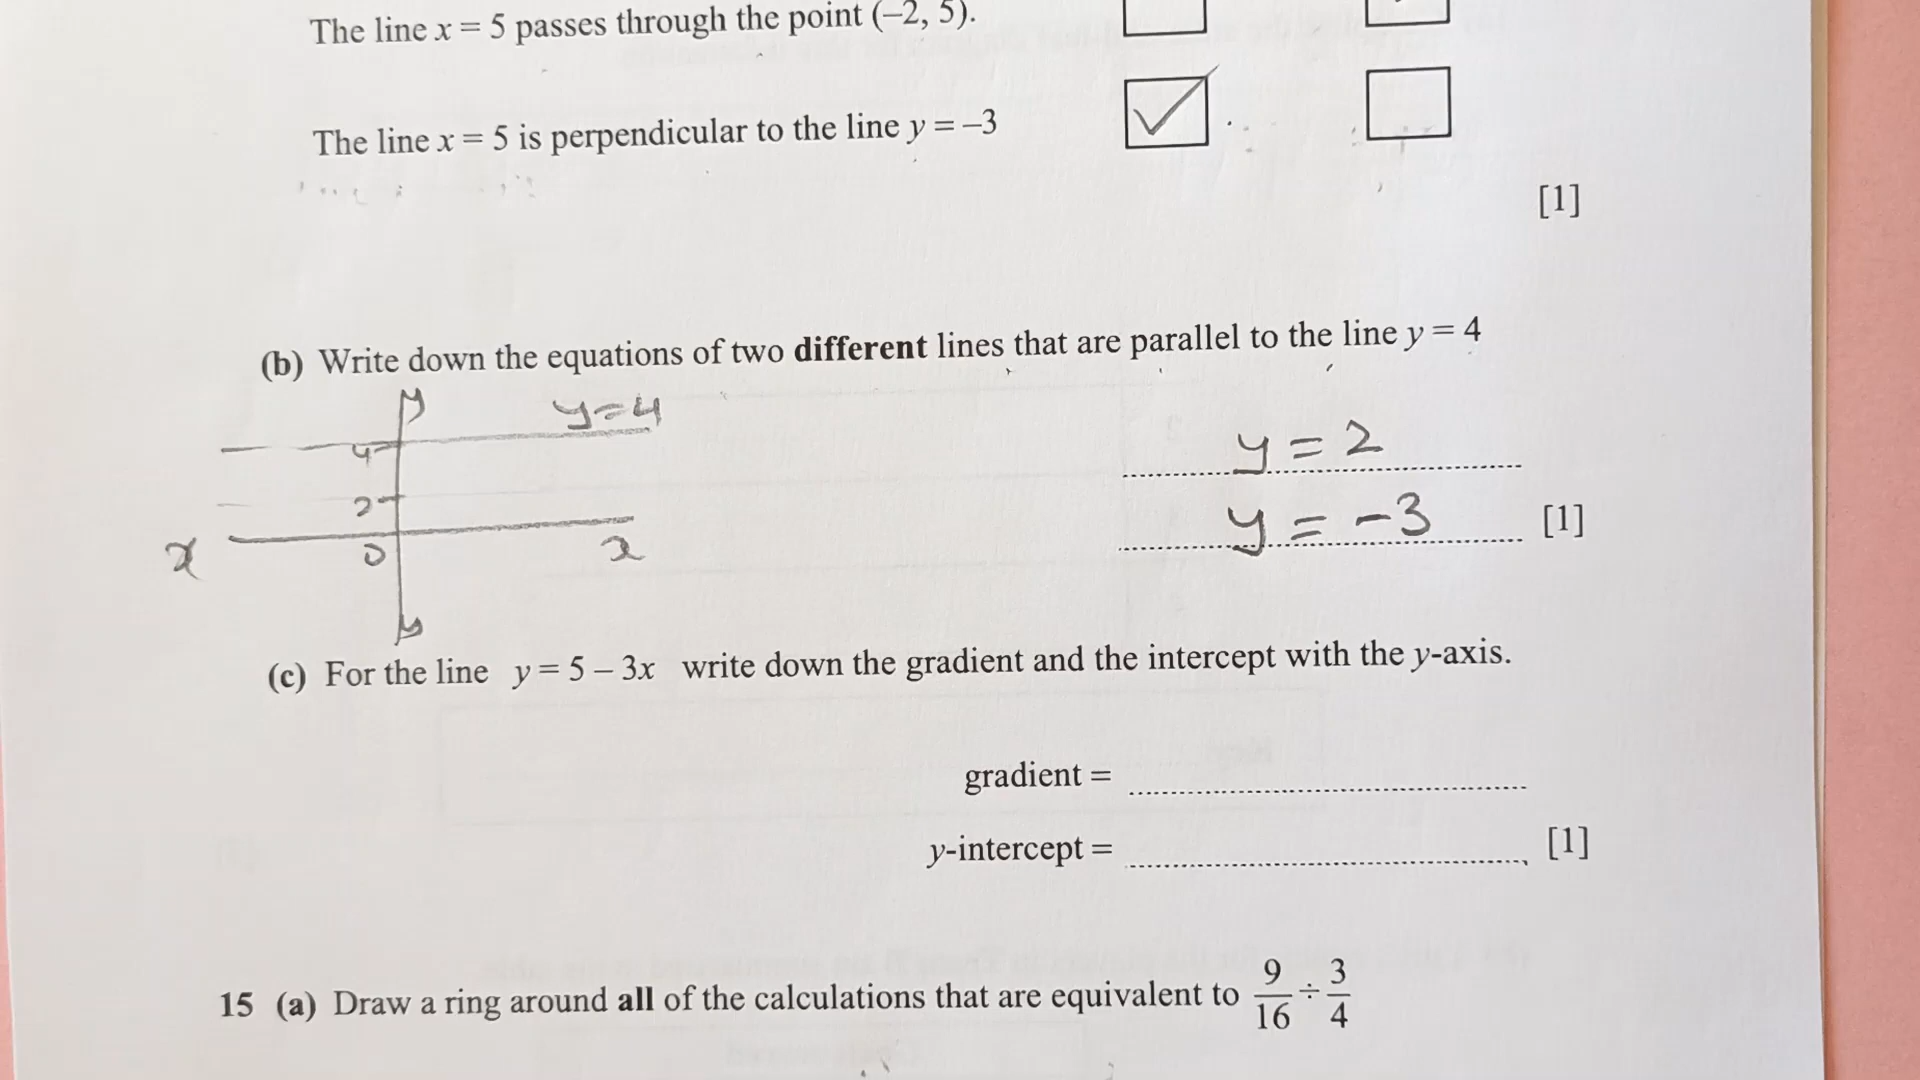 The line x = 5 passes through the point (–2, 5).
The line x = 5 is perpendicular to the line y = –3
[1]
(b) Write down the equations of two different lines that are parallel to the line y = 4
y
y=4
4
y = 2
2
y = -3 [1]
x 0 x
y
(c) For the line y = 5 – 3x write down the gradient and the intercept with the y-axis.
gradient =
y-intercept = [1]
15 (a) Draw a ring around all of the calculations that are equivalent to 9/16 ÷ 3/4